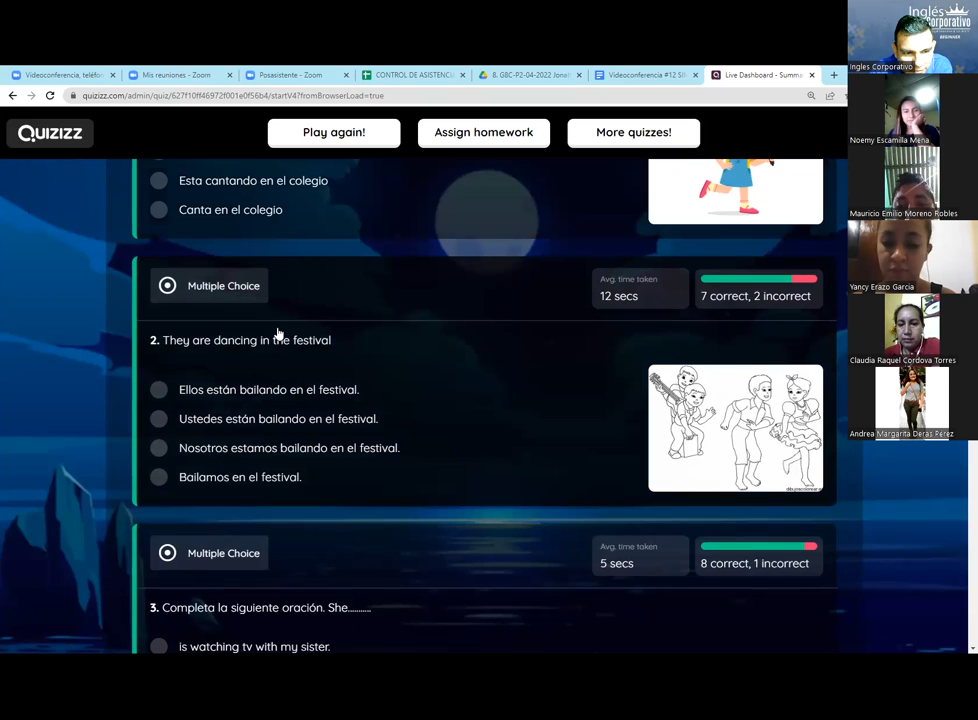 Inglés
Corporativo
BEGINNER
Ingles Corporativo
Videoconferencia, teléfon
Mis reuniones - Zoom
Posasistente - Zoom
CONTROL DE ASISTENCIA
8. GBC-P2-04-2022 Jonat
Videoconferencia #12 SIN
Live Dashboard - Summa
quizizz.com/admin/quiz/627f10ff46972f001e0f56b4/startV4?fromBrowserLoad=true
Quizizz
Play again!
Assign homework
More quizzes!
Noemy Escamilla Mena
Esta cantando en el colegio
Canta en el colegio
Mauricio Emilio Moreno Robles
Multiple Choice
Avg. time taken
12 secs
7 correct, 2 incorrect
Yancy Erazo Garcia
2. They are dancing in the festival
Claudia Raquel Cordova Torres
Ellos están bailando en el festival.
Ustedes están bailando en el festival.
Nosotros estamos bailando en el festival.
Bailamos en el festival.
Andrea Margarita Deras Pérez
Multiple Choice
Avg. time taken
5 secs
8 correct, 1 incorrect
3. Completa la siguiente oración. She...........
is watching tv with my sister.